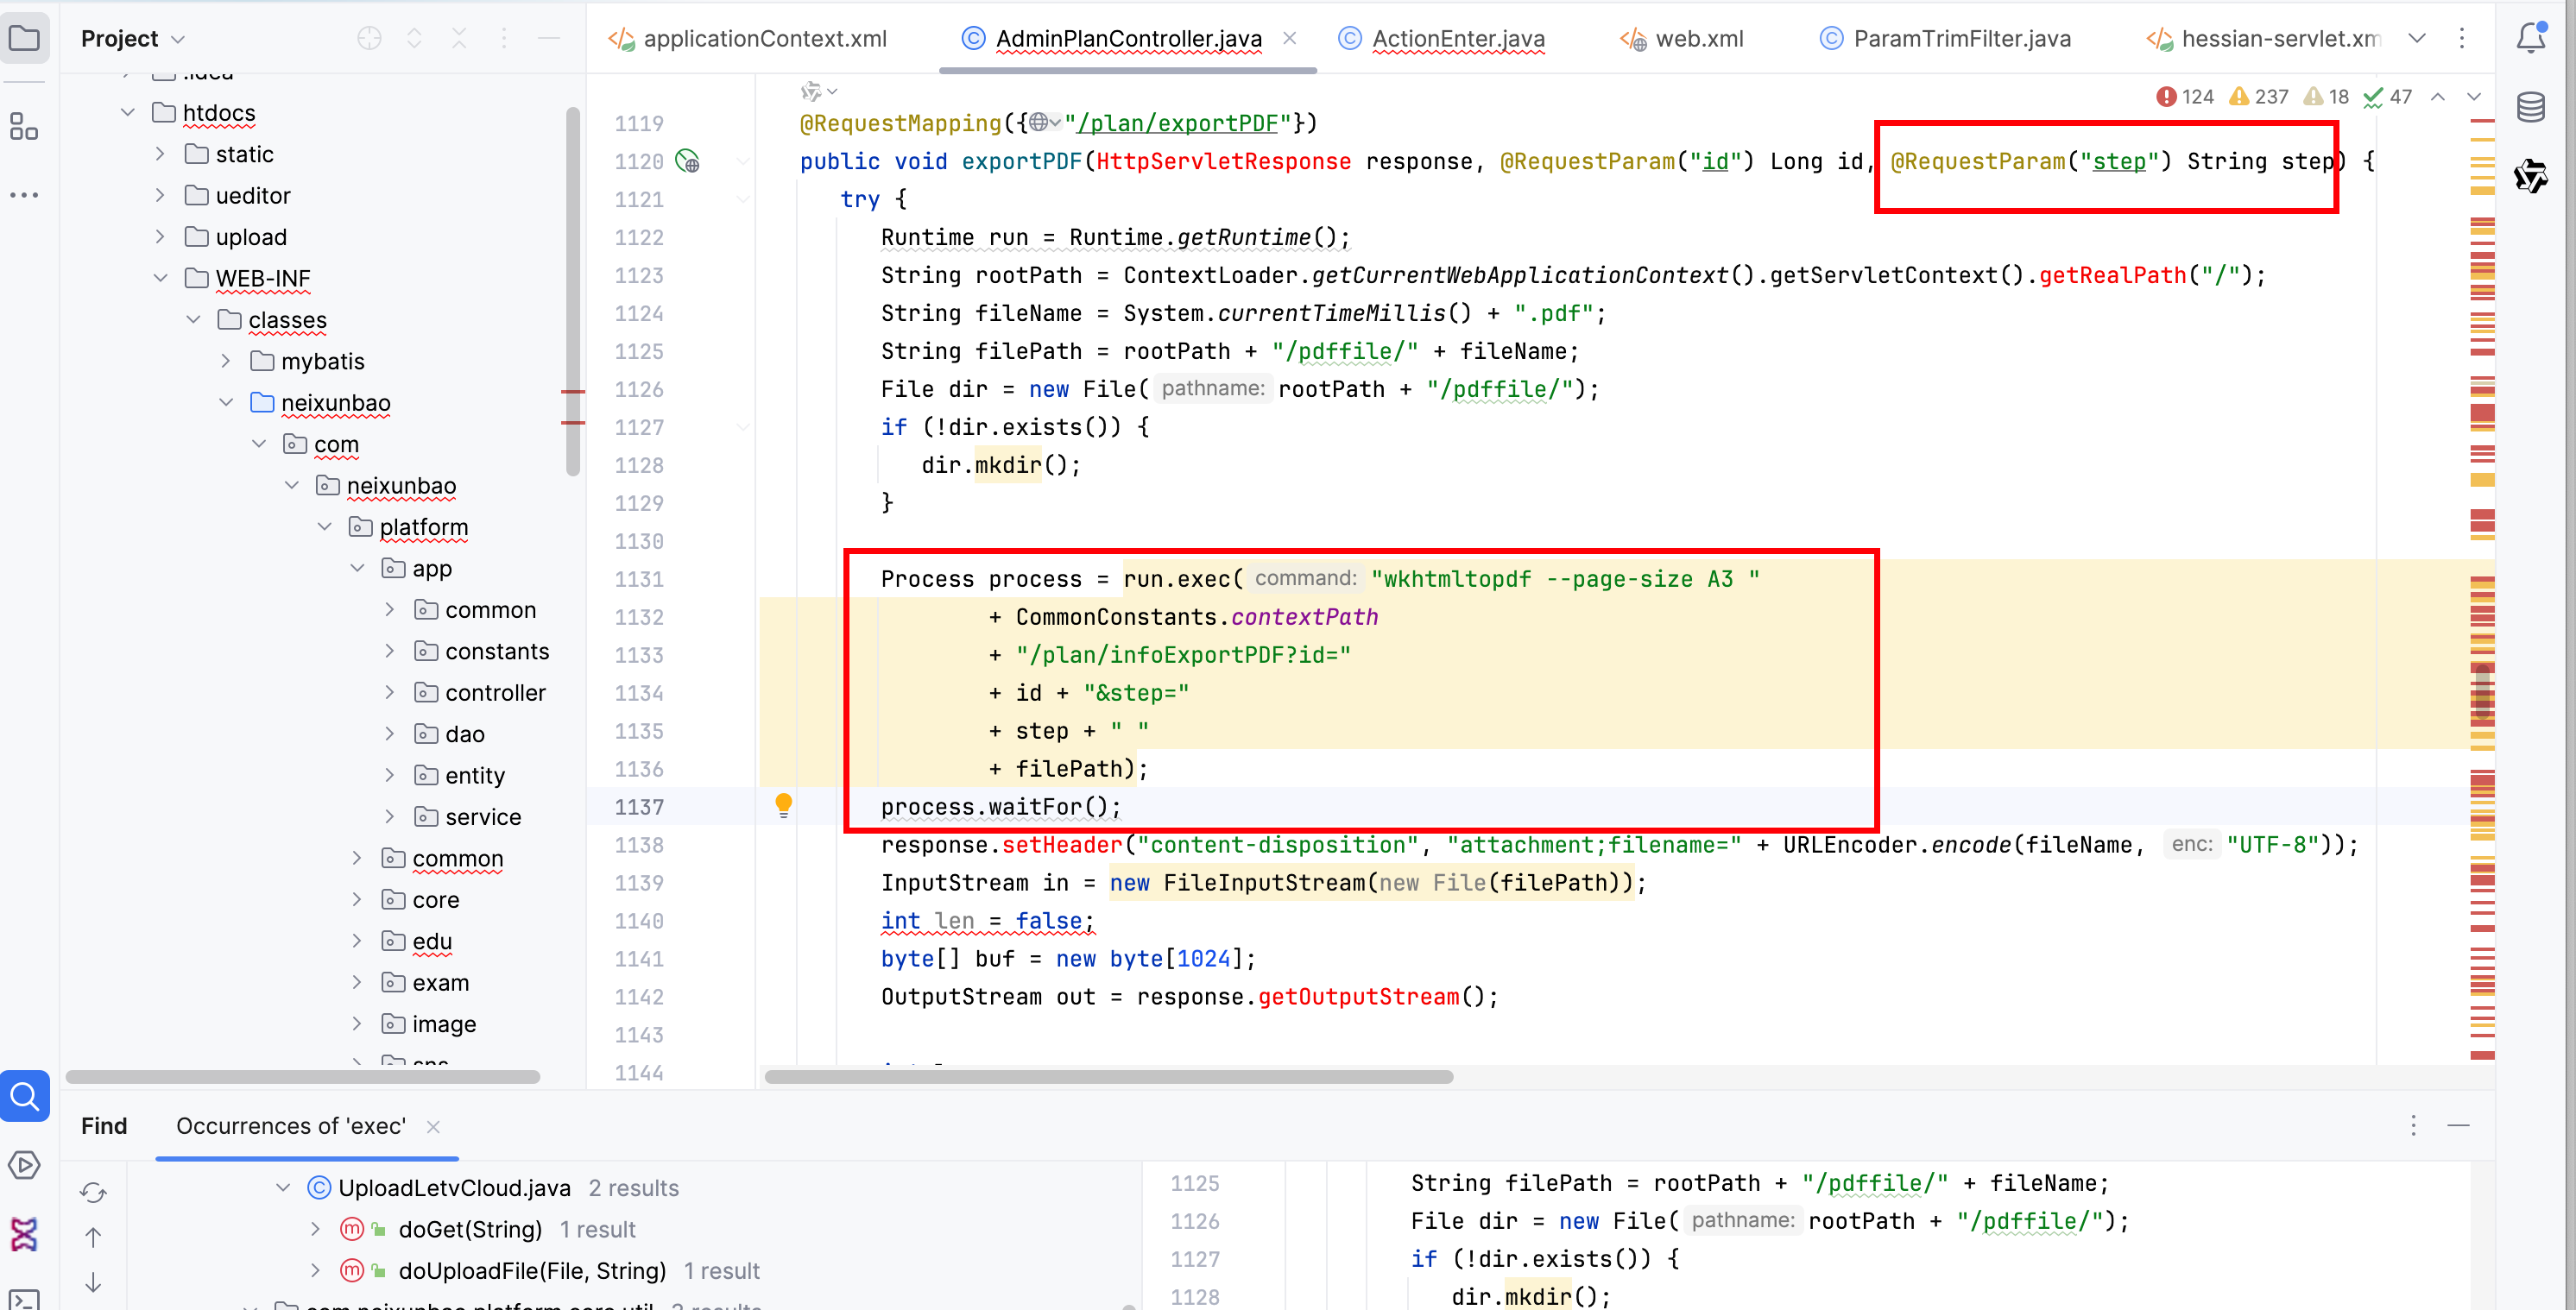 Project
applicationContext.xml
AdminPlanController.java
ActionEnter.java
web.xml
ParamTrimFilter.java
hessian-servlet.xm
.idea
htdocs
static
ueditor
upload
WEB-INF
classes
mybatis
neixunbao
com
neixunbao
platform
app
common
constants
controller
dao
entity
service
common
core
edu
exam
image
sns
124 237 18 47
1119 @RequestMapping({"/plan/exportPDF"})
1120 public void exportPDF(HttpServletResponse response, @RequestParam("id") Long id, @RequestParam("step") String step) {
1121 try {
1122 Runtime run = Runtime.getRuntime();
1123 String rootPath = ContextLoader.getCurrentWebApplicationContext().getServletContext().getRealPath("/");
1124 String fileName = System.currentTimeMillis() + ".pdf";
1125 String filePath = rootPath + "/pdffile/" + fileName;
1126 File dir = new File( pathname: rootPath + "/pdffile/");
1127 if (!dir.exists()) {
1128 dir.mkdir();
1129 }
1130
1131 Process process = run.exec( command: "wkhtmltopdf --page-size A3 "
1132 + CommonConstants.contextPath
1133 + "/plan/infoExportPDF?id="
1134 + id + "&step="
1135 + step + " "
1136 + filePath);
1137 process.waitFor();
1138 response.setHeader("content-disposition", "attachment;filename=" + URLEncoder.encode(fileName, enc: "UTF-8"));
1139 InputStream in = new FileInputStream(new File(filePath));
1140 int len = false;
1141 byte[] buf = new byte[1024];
1142 OutputStream out = response.getOutputStream();
1143
1144
Find
Occurrences of 'exec'
UploadLetvCloud.java 2 results
doGet(String) 1 result
doUploadFile(File, String) 1 result
com.neixunbao.platform.core.util
1125 String filePath = rootPath + "/pdffile/" + fileName;
1126 File dir = new File( pathname: rootPath + "/pdffile/");
1127 if (!dir.exists()) {
1128 dir.mkdir();